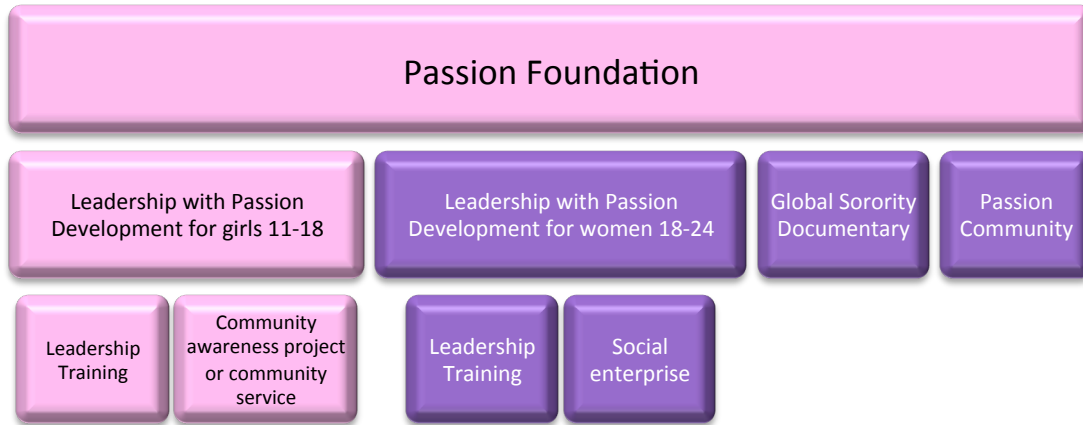 Passion Foundation
Leadership with Passion
Development for girls 11-18
Leadership with Passion
Development for women 18-24
Global Sorority
Documentary
Passion
Community
Leadership
Training
Community
awareness project
or community
service
Leadership
Training
Social
enterprise